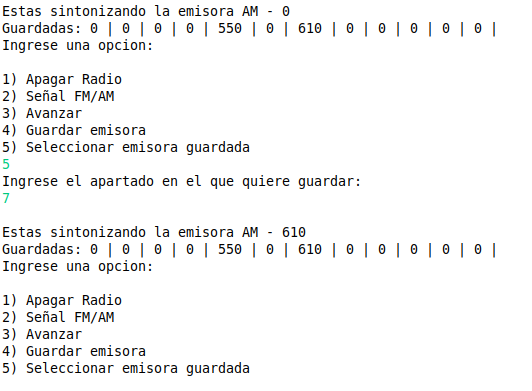 Estas sintonizando la emisora AM - 0
Guardadas: 0 | 0 | 0 | 0 | 550 | 0 | 610 | 0 | 0 | 0 | 0 | 0 |
Ingrese una opcion:
1) Apagar Radio
2) Señal FM/AM
3) Avanzar
4) Guardar emisora
5) Seleccionar emisora guardada
5
Ingrese el apartado en el que quiere guardar:
7
Estas sintonizando la emisora AM - 610
Guardadas: 0 | 0 | 0 | 0 | 550 | 0 | 610 | 0 | 0 | 0 | 0 | 0 |
Ingrese una opcion:
1) Apagar Radio
2) Señal FM/AM
3) Avanzar
4) Guardar emisora
5) Seleccionar emisora guardada